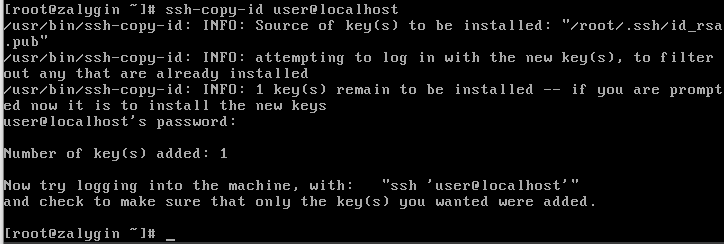 [root@zalygin ~]# ssh-copy-id user@localhost
/usr/bin/ssh-copy-id: INFO: Source of key(s) to be installed: "/root/.ssh/id_rsa
.pub"
/usr/bin/ssh-copy-id: INFO: attempting to log in with the new key(s), to filter
out any that are already installed
/usr/bin/ssh-copy-id: INFO: 1 key(s) remain to be installed -- if you are prompt
ed now it is to install the new keys
user@localhost's password:
Number of key(s) added: 1
Now try logging into the machine, with:   "ssh 'user@localhost'"
and check to make sure that only the key(s) you wanted were added.
[root@zalygin ~]# _